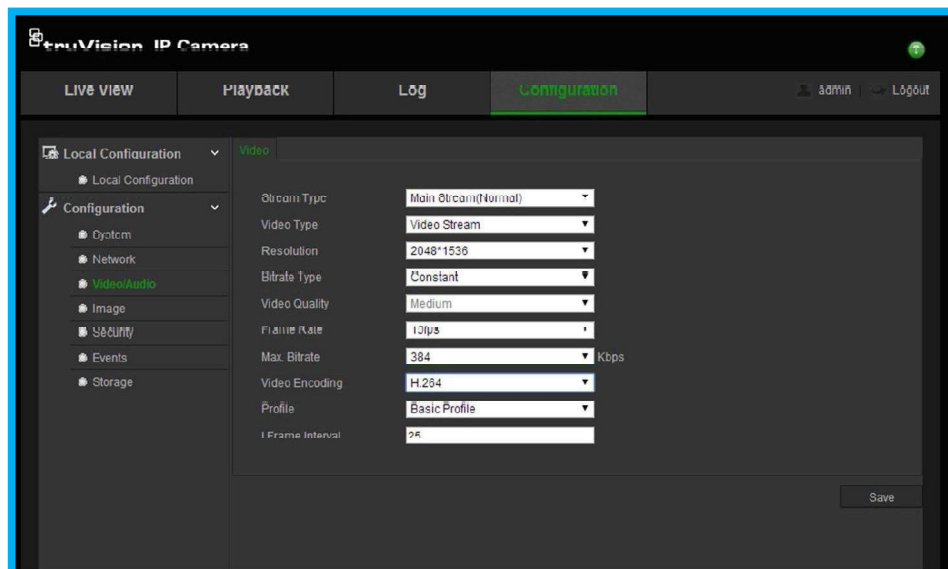 truVision IP Camera
Live View Playback Log Configuration admin Logout
Local Configuration
Local Configuration
Configuration
System
Network
Video/Audio
Image
Security
Events
Storage
Video
Stream Type Main Stream(Normal)
Video Type Video Stream
Resolution 2048*1536
Bitrate Type Constant
Video Quality Medium
Frame Rate
Max. Bitrate 384 Kbps
Video Encoding H.264
Profile Basic Profile
I Frame Interval 25
Save